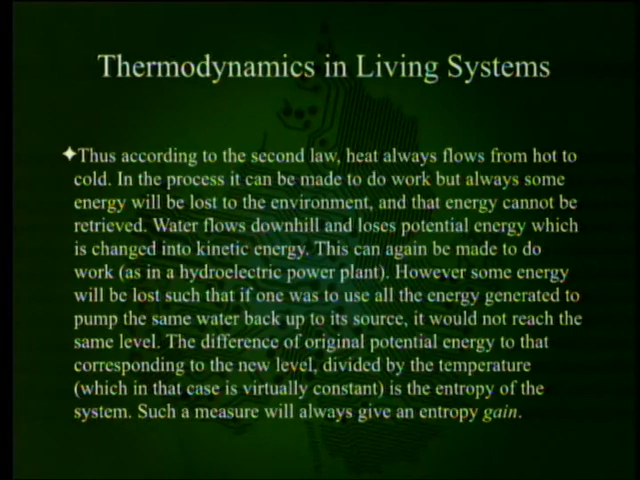 Thermodynamics in Living Systems
✦Thus according to the second law, heat always flows from hot to
cold. In the process it can be made to do work but always some
energy will be lost to the environment, and that energy cannot be
retrieved. Water flows downhill and loses potential energy which
is changed into kinetic energy. This can again be made to do
work (as in a hydroelectric power plant). However some energy
will be lost such that if one was to use all the energy generated to
pump the same water back up to its source, it would not reach the
same level. The difference of original potential energy to that
corresponding to the new level, divided by the temperature
(which in that case is virtually constant) is the entropy of the
system. Such a measure will always give an entropy gain.